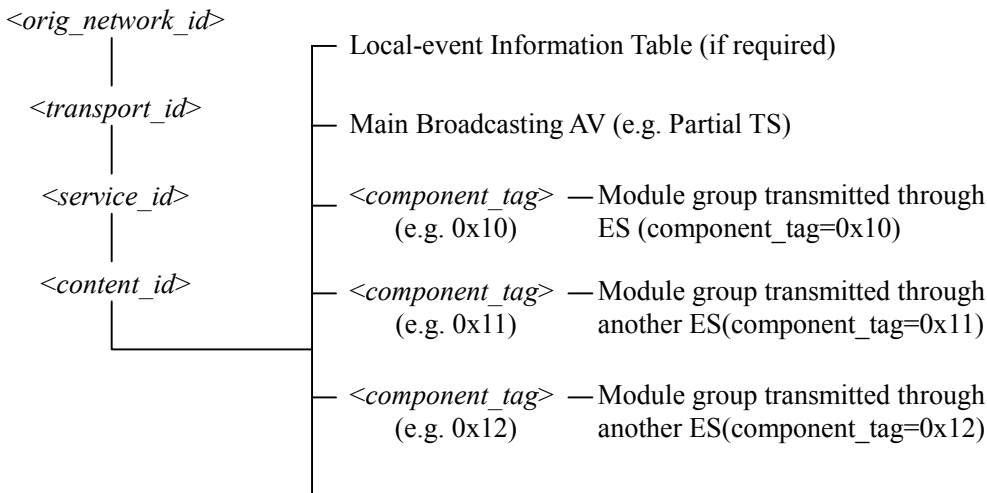 <orig_network_id>
<transport_id>
<service_id>
<content_id>
Local-event Information Table (if required)
Main Broadcasting AV (e.g. Partial TS)
<component_tag> — Module group transmitted through
(e.g. 0x10) ES (component_tag=0x10)
<component_tag> — Module group transmitted through
(e.g. 0x11) another ES(component_tag=0x11)
<component_tag> — Module group transmitted through
(e.g. 0x12) another ES(component_tag=0x12)